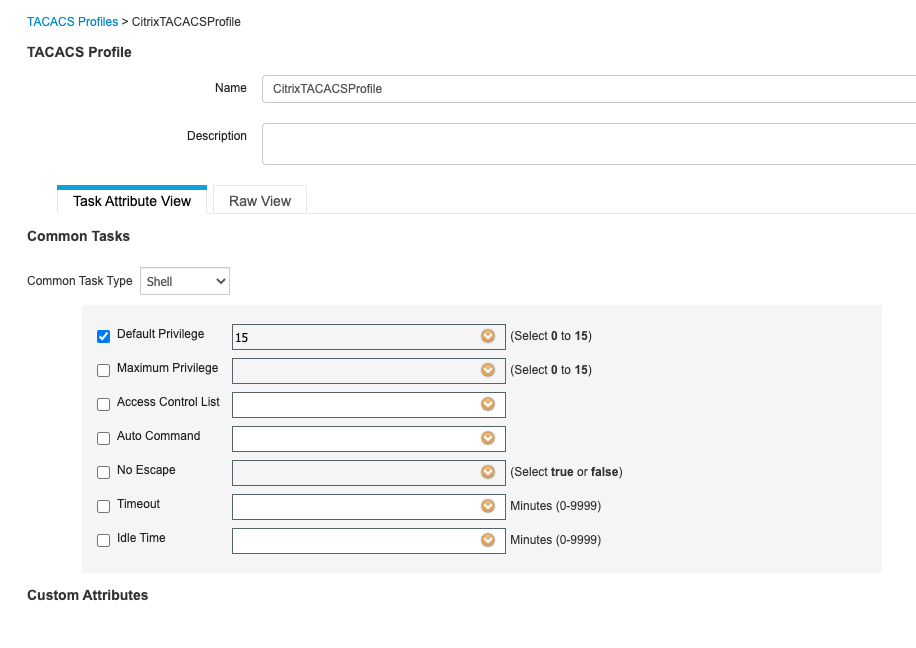 TACACS Profiles > CitrixTACACSProfile
TACACS Profile
Name CitrixTACACSProfile
Description
Task Attribute View Raw View
Common Tasks
Common Task Type Shell
Default Privilege 15 (Select 0 to 15)
Maximum Privilege (Select 0 to 15)
Access Control List
Auto Command
No Escape (Select true or false)
Timeout Minutes (0-9999)
Idle Time Minutes (0-9999)
Custom Attributes